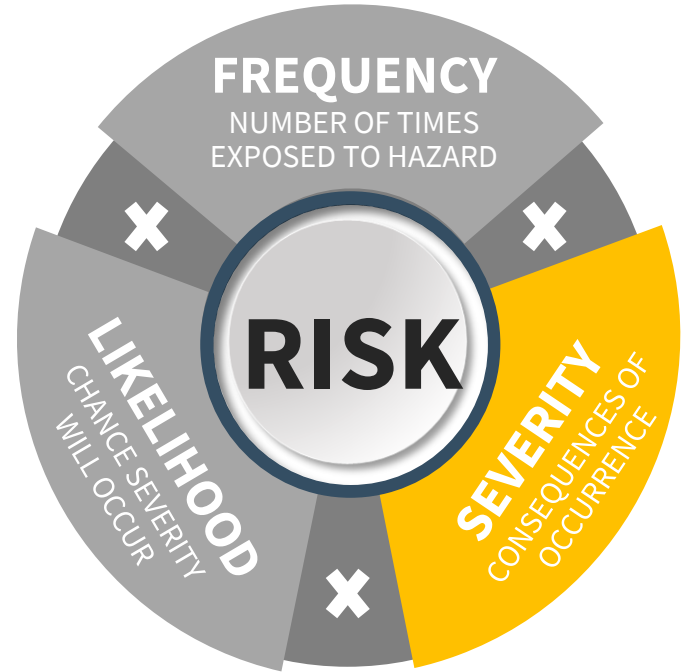 FREQUENCY
NUMBER OF TIMES
EXPOSED TO HAZARD
RISK
LIKELIHOOD
CHANCE SEVERITY
WILL OCCUR
SEVERITY
CONSEQUENCES OF
OCCURRENCE